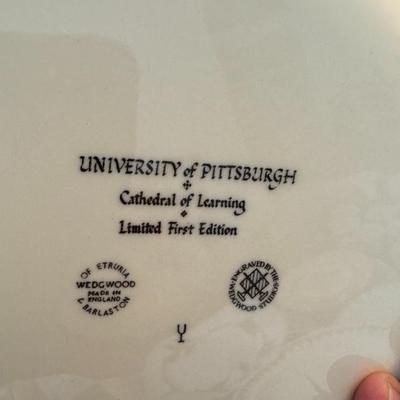 UNIVERSITY of PITTSBURGH
Cathedral of Learning
Limited First Edition
OF ETRURIA
WEDGWOOD
MADE IN
ENGLAND
& BARLASTON
ENGRAVED BY THE
WEDGWOOD STUDIOS
Y